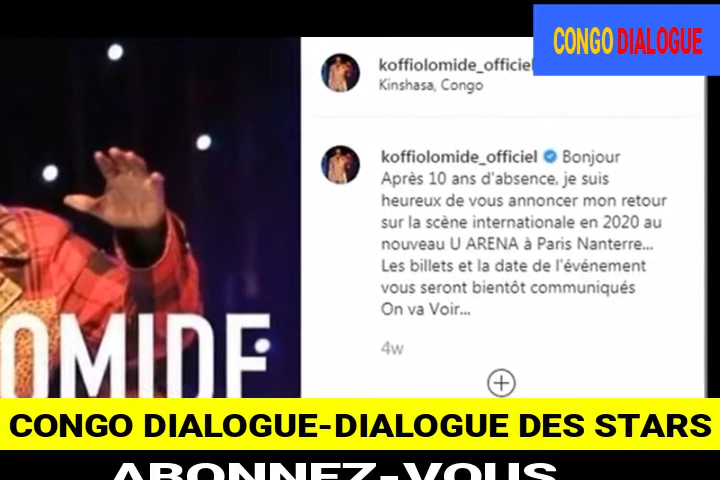 CONGO DIALOGUE
koffiolomide_officiel
Kinshasa, Congo
koffiolomide_officiel Bonjour
Après 10 ans d'absence, je suis
heureux de vous annoncer mon retour
sur la scène internationale en 2020 au
nouveau U ARENA à Paris Nanterre...
Les billets et la date de l'événement
vous seront bientôt communiqués
On va Voir...
4w
OMIDE
CONGO DIALOGUE-DIALOGUE DES STARS
ABONNEZ-VOUS